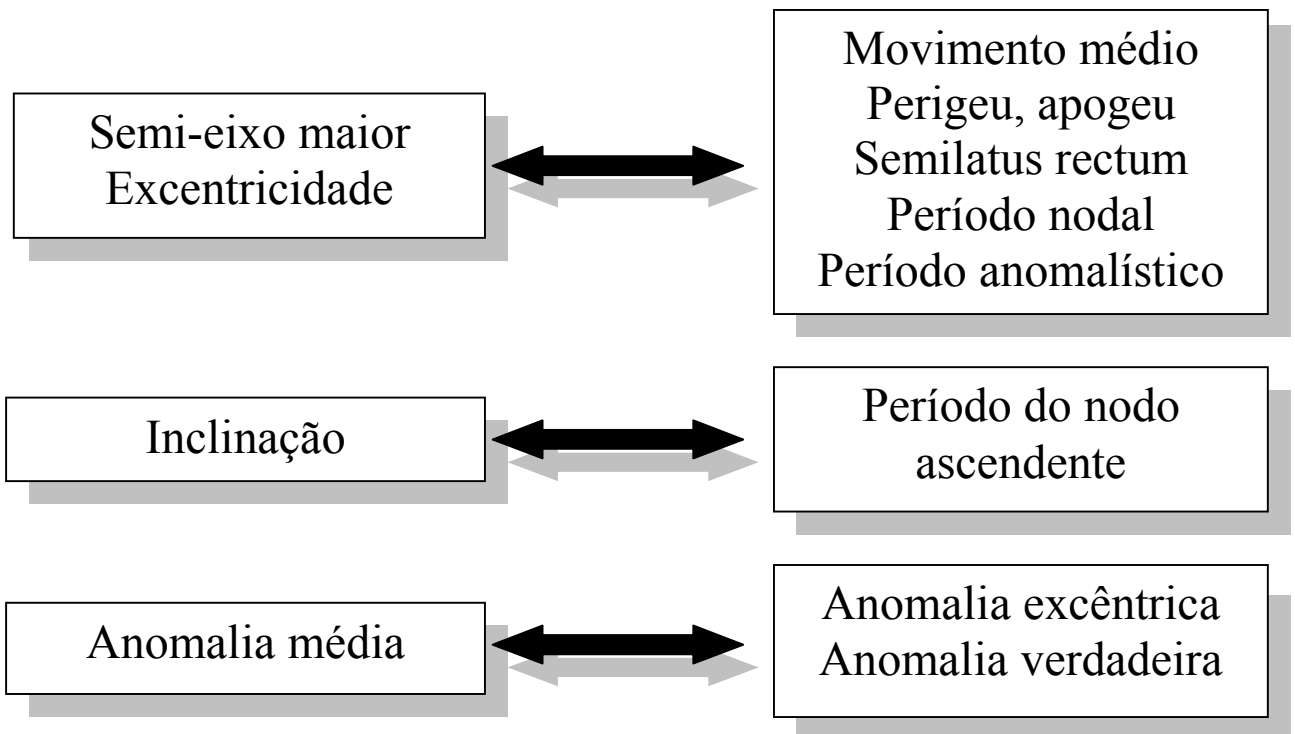 Semi-eixo maior
Excentricidade
Movimento médio
Perigeu, apogeu
Semilatus rectum
Período nodal
Período anomalístico
Inclinação
Período do nodo
ascendente
Anomalia média
Anomalia excêntrica
Anomalia verdadeira